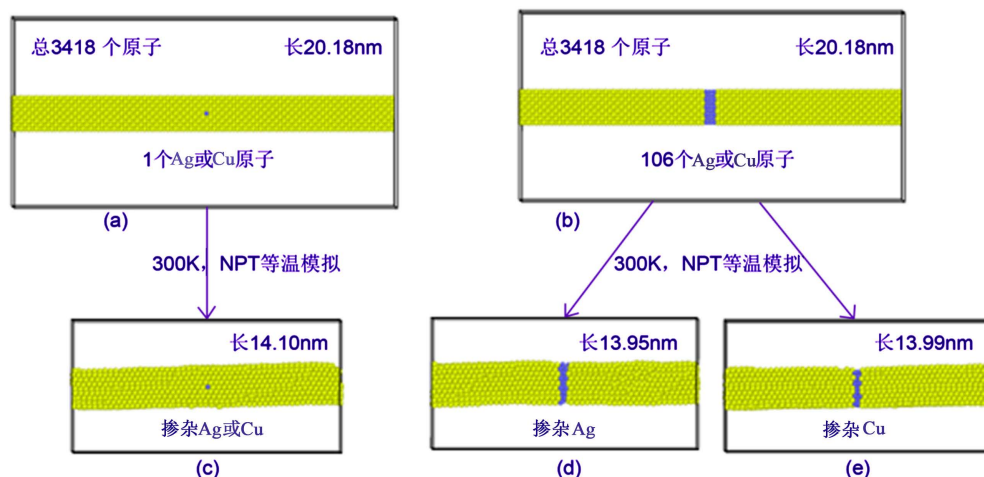 总3418 个原子
长20.18nm
1个Ag或Cu原子
(a)
总3418 个原子
长20.18nm
106个Ag或Cu原子
(b)
300K，NPT等温模拟
300K，NPT等温模拟
长14.10nm
掺杂Ag或Cu
(c)
长13.95nm
掺杂Ag
(d)
长13.99nm
掺杂Cu
(e)